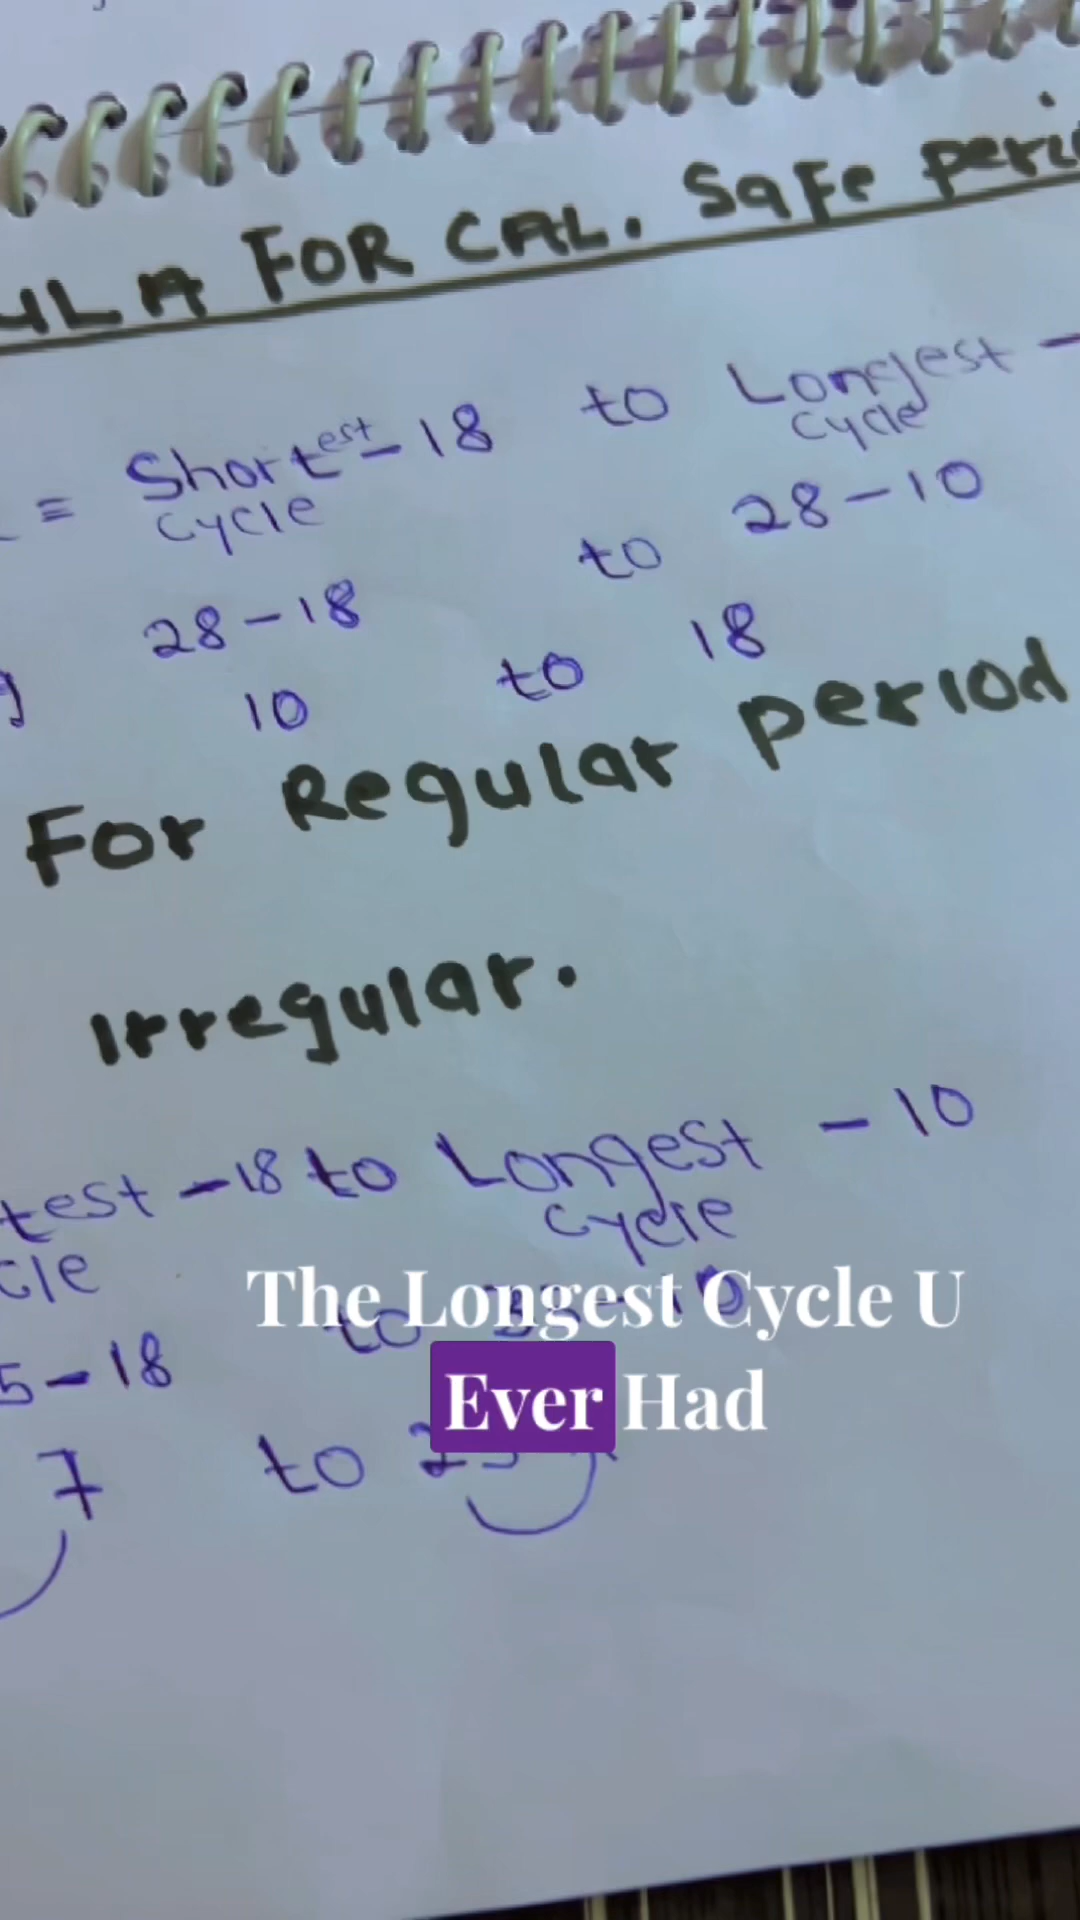 ULA FOR CAL. Safe peri
= Shortest - 18 to Longest -
cycle cycle
28-18 to 28-10
10 to 18
For Regular period
Irregular.
test - 18 to Longest - 10
cle cycle
5-18 to
7 to
The Longest Cycle U
Ever Had